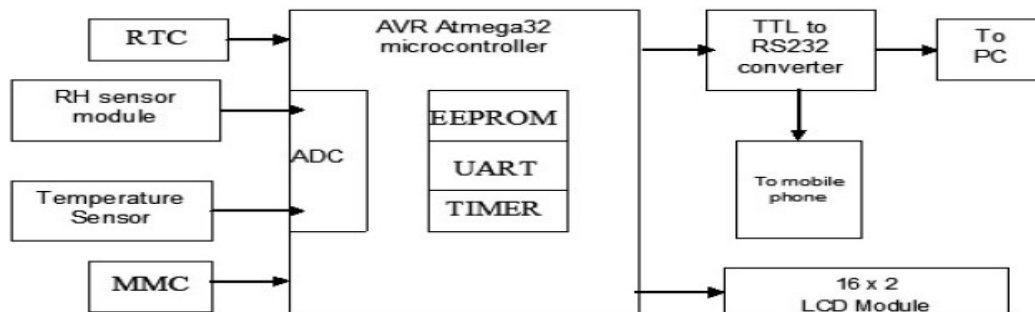 RTC
RH sensor
module
Temperature
Sensor
MMC
AVR Atmega32
microcontroller
ADC
EEPROM
UART
TIMER
TTL to
RS232
converter
To
PC
To mobile
phone
16 x 2
LCD Module